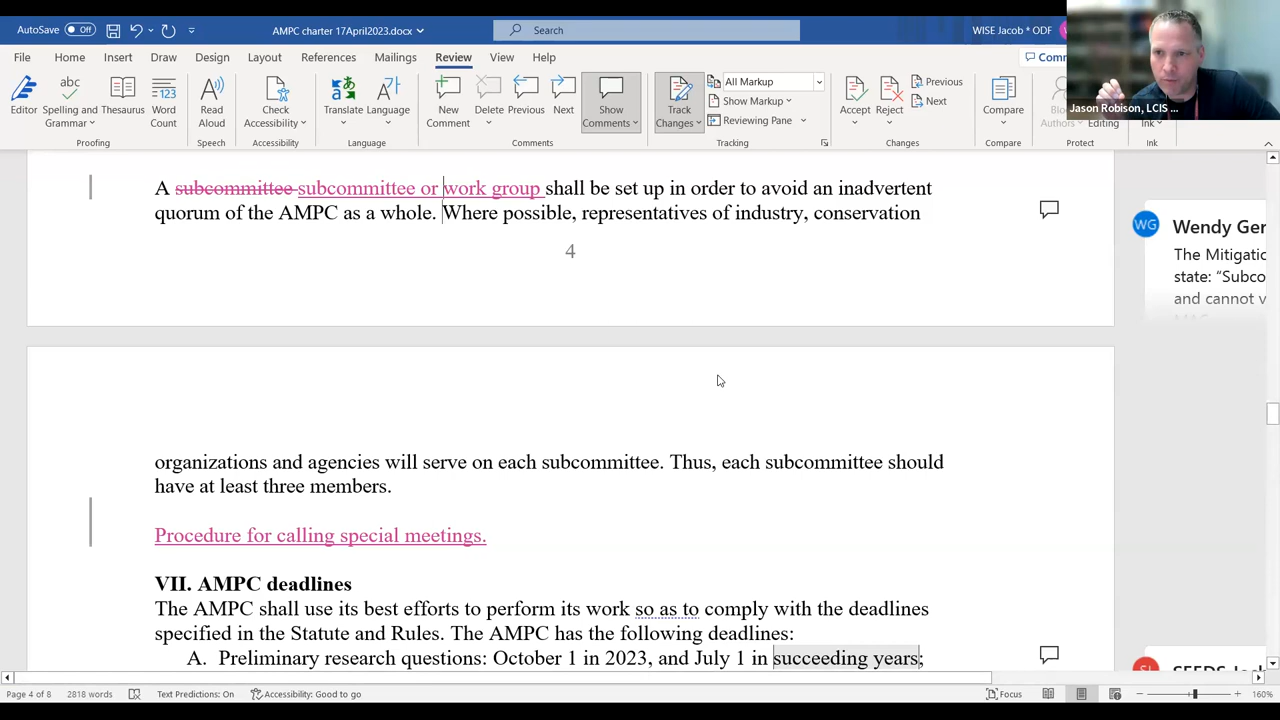 AutoSave Off AMPC charter 17April2023.docx Search WISE Jacob * ODF
File Home Insert Draw Design Layout References Mailings Review View Help
Editor Spelling and Grammar Thesaurus Word Count Read Aloud Check Accessibility Translate Language New Comment Delete Previous Next Show Comments Track Changes All Markup Show Markup Reviewing Pane Accept Reject Previous Next Compare
Jason Robison, LCIS ...
Authors Editing Ink
Proofing Speech Accessibility Language Comments Tracking Changes Compare Protect Ink
A subcommittee subcommittee or work group shall be set up in order to avoid an inadvertent
quorum of the AMPC as a whole. Where possible, representatives of industry, conservation
4
WG Wendy Ger
The Mitigatio
state: “Subco
and cannot v
organizations and agencies will serve on each subcommittee. Thus, each subcommittee should
have at least three members.
Procedure for calling special meetings.
VII. AMPC deadlines
The AMPC shall use its best efforts to perform its work so as to comply with the deadlines
specified in the Statute and Rules. The AMPC has the following deadlines:
A. Preliminary research questions: October 1 in 2023, and July 1 in succeeding years;
Page 4 of 8 2818 words Text Predictions: On Accessibility: Good to go Focus 160%